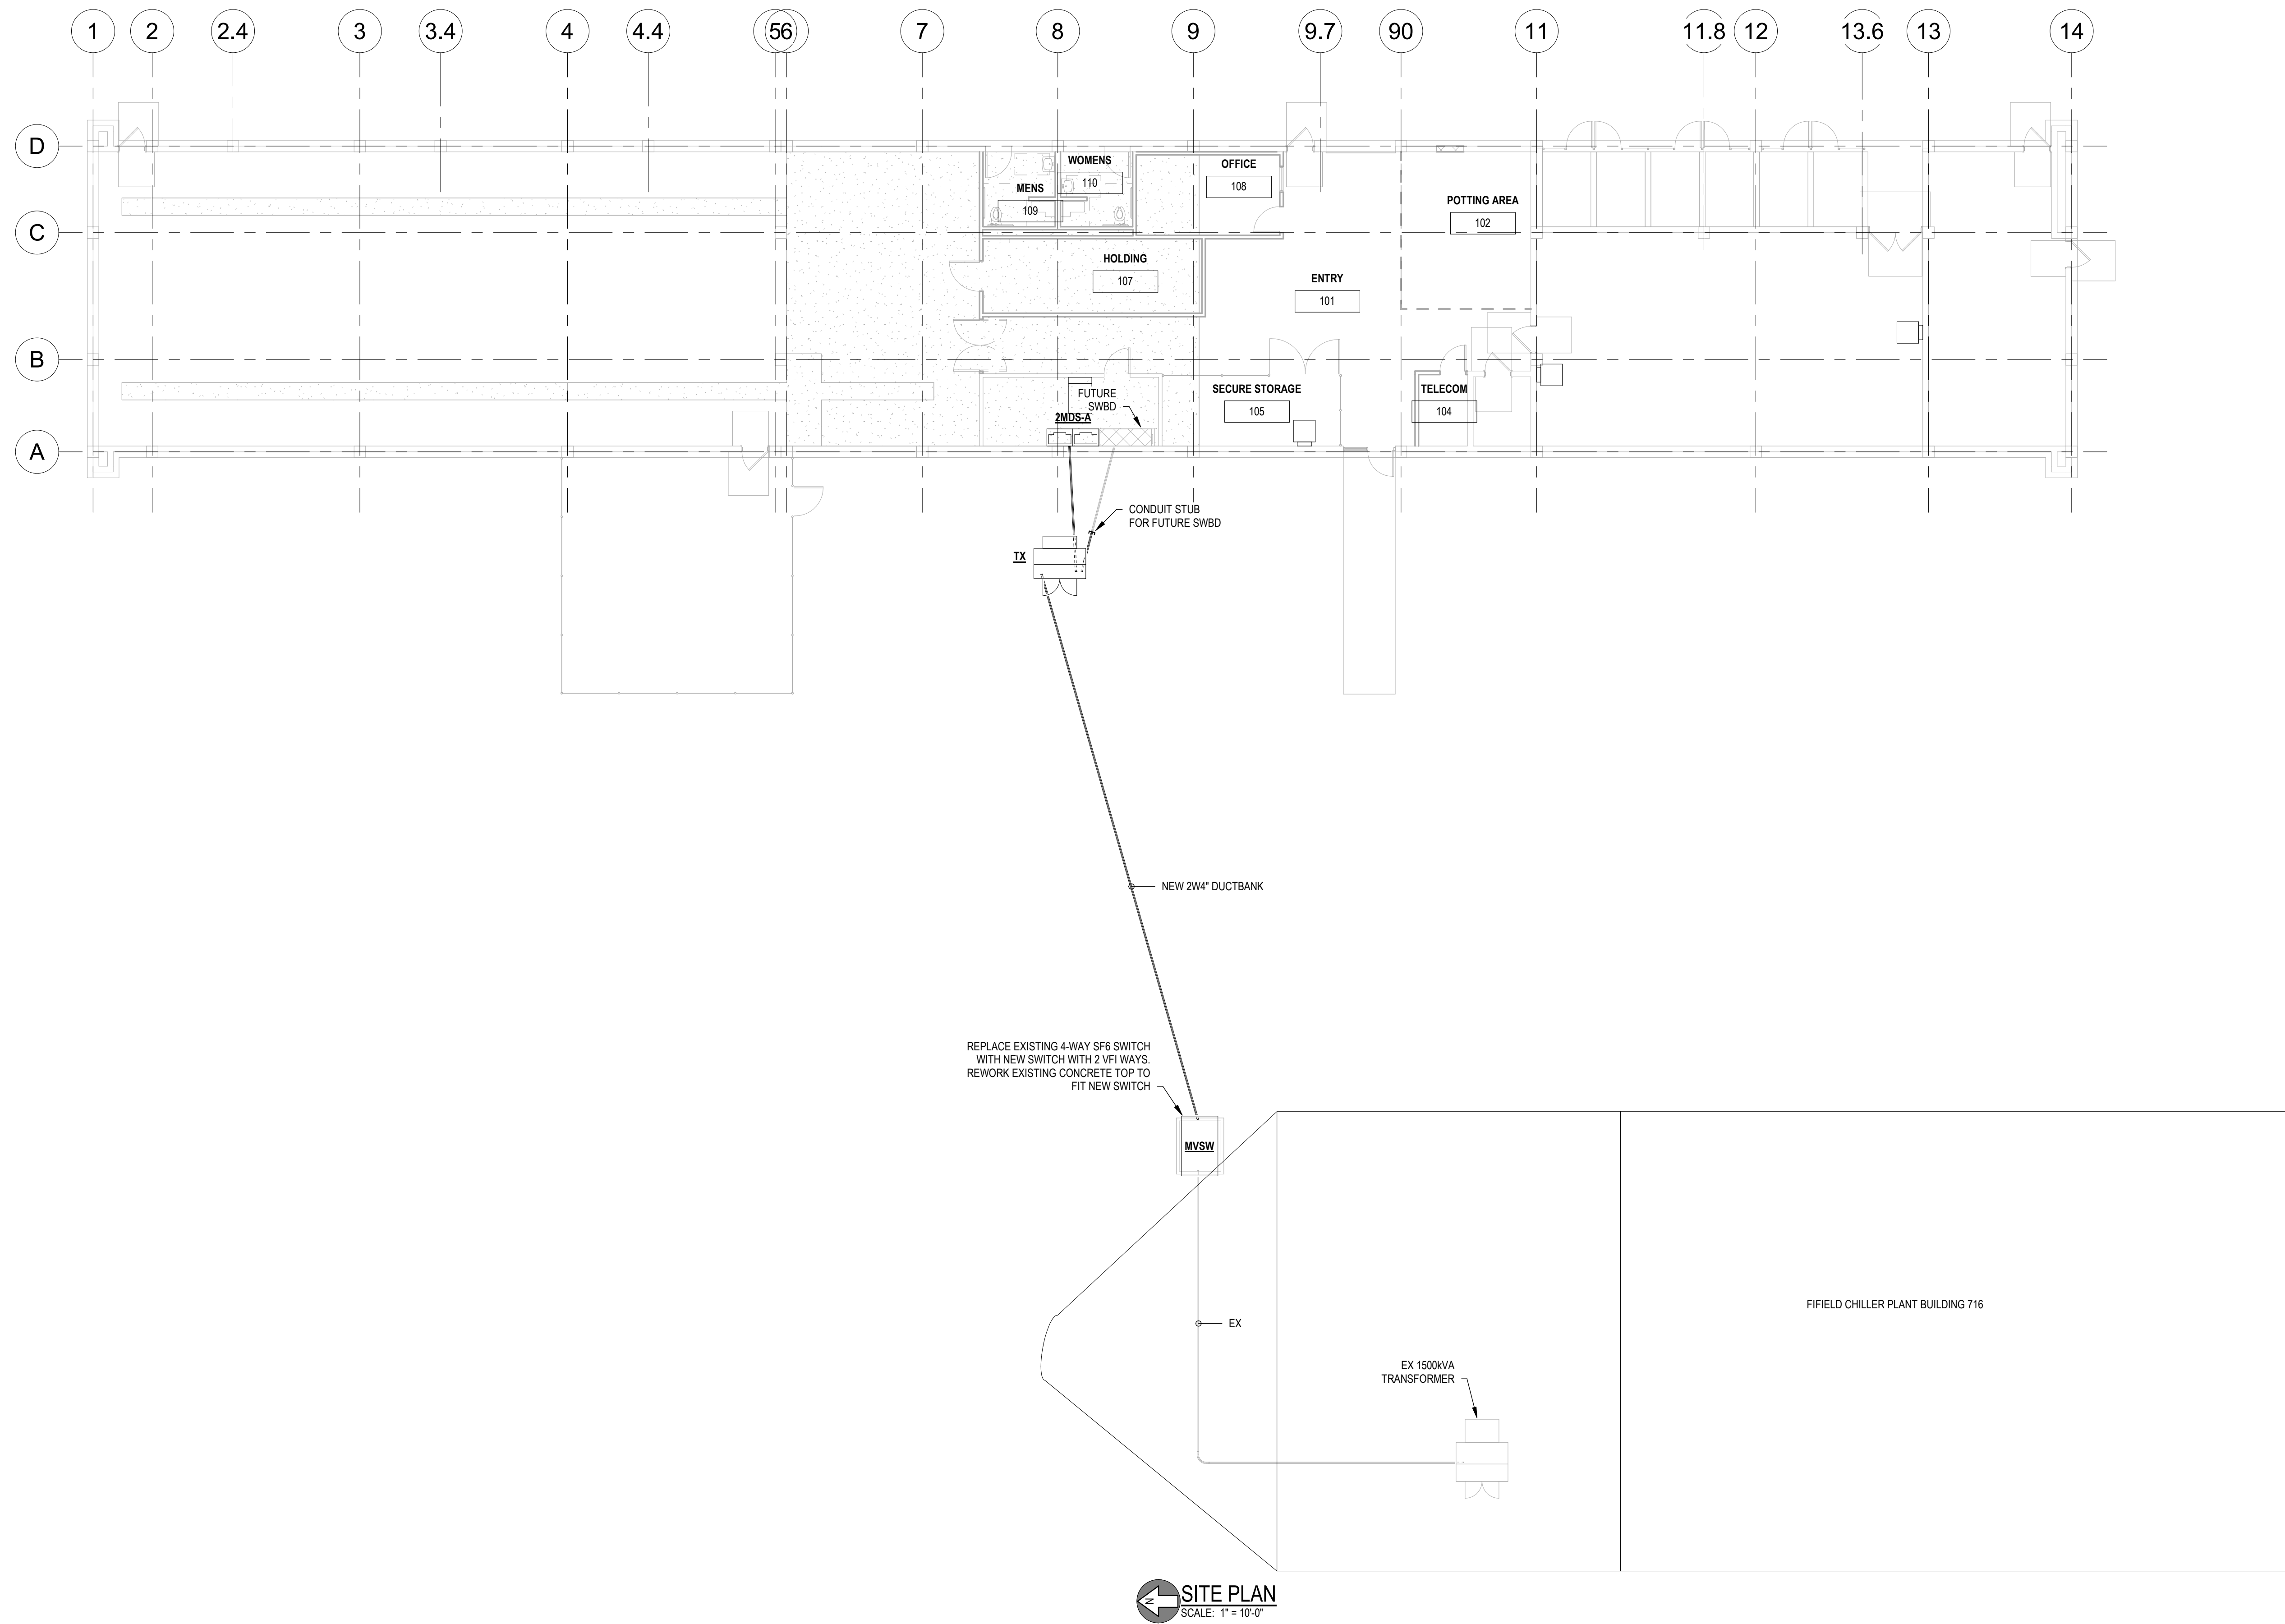 1
2
2.4
3
3.4
4
4.4
5
6
7
8
9
9.7
90
11
11.8
12
13.6
13
14
D
C
B
A
WOMENS
110
MENS
109
OFFICE
108
POTTING AREA
102
HOLDING
107
ENTRY
101
FUTURE
SWBD
2MDS-A
SECURE STORAGE
105
TELECOM
104
CONDUIT STUB
FOR FUTURE SWBD
TX
NEW 2W4" DUCTBANK
REPLACE EXISTING 4-WAY SF6 SWITCH
WITH NEW SWITCH WITH 2 VFI WAYS.
REWORK EXISTING CONCRETE TOP TO
FIT NEW SWITCH
MVSW
FIFIELD CHILLER PLANT BUILDING 716
EX
EX 1500kVA
TRANSFORMER
N
SITE PLAN
SCALE: 1" = 10'-0"